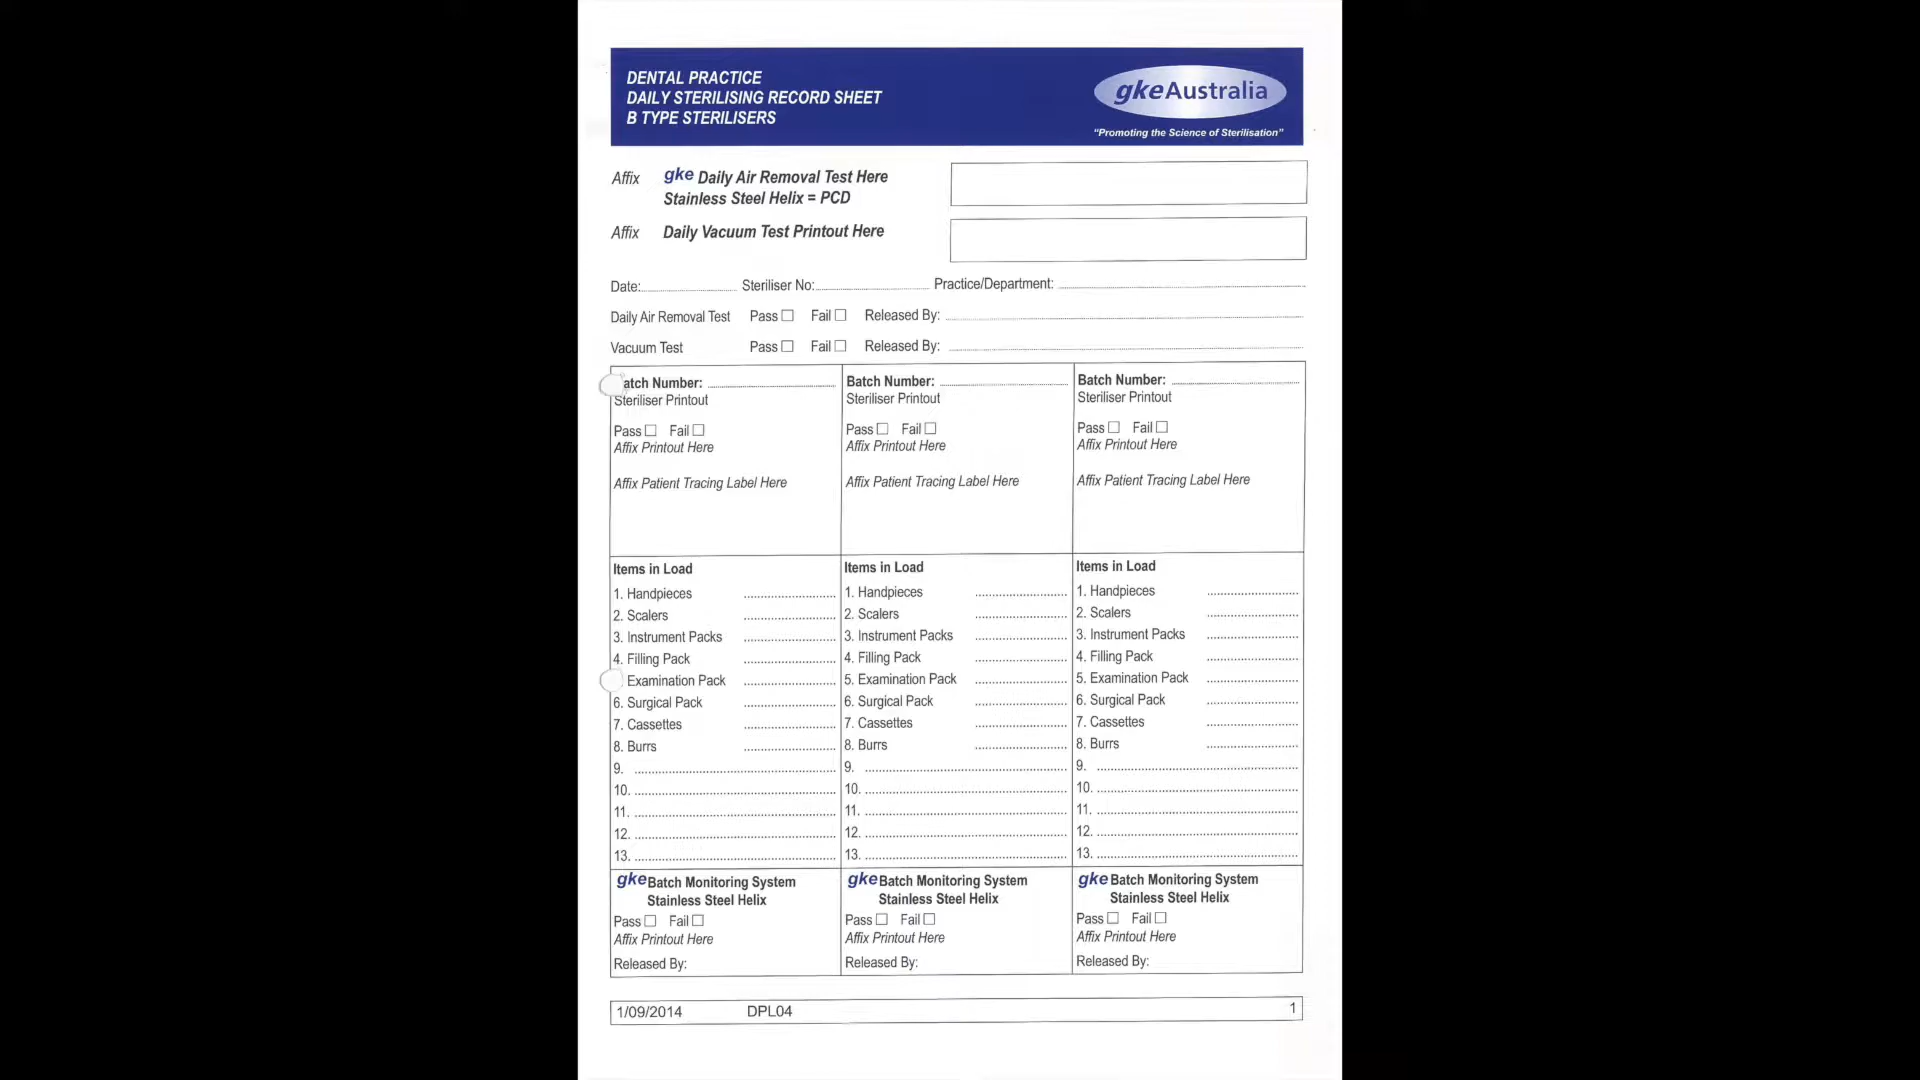 DENTAL PRACTICE
DAILY STERILISING RECORD SHEET
B TYPE STERILISERS
gkeAustralia
"Promoting the Science of Sterilisation"
Affix gke Daily Air Removal Test Here
Stainless Steel Helix = PCD
Affix Daily Vacuum Test Printout Here
Date: Steriliser No: Practice/Department:
Daily Air Removal Test Pass Fail Released By:
Vacuum Test Pass Fail Released By:
atch Number:
Steriliser Printout
Pass Fail
Affix Printout Here
Affix Patient Tracing Label Here
Items in Load
1. Handpieces
2. Scalers
3. Instrument Packs
4. Filling Pack
Examination Pack
6. Surgical Pack
7. Cassettes
8. Burrs
9.
10.
11.
12.
13.
gke Batch Monitoring System
Stainless Steel Helix
Pass Fail
Affix Printout Here
Released By:
Batch Number:
Steriliser Printout
Pass Fail
Affix Printout Here
Affix Patient Tracing Label Here
Items in Load
1. Handpieces
2. Scalers
3. Instrument Packs
4. Filling Pack
5. Examination Pack
6. Surgical Pack
7. Cassettes
8. Burrs
9.
10.
11.
12.
13.
gke Batch Monitoring System
Stainless Steel Helix
Pass Fail
Affix Printout Here
Released By:
Batch Number:
Steriliser Printout
Pass Fail
Affix Printout Here
Affix Patient Tracing Label Here
Items in Load
1. Handpieces
2. Scalers
3. Instrument Packs
4. Filling Pack
5. Examination Pack
6. Surgical Pack
7. Cassettes
8. Burrs
9.
10.
11.
12.
13.
gke Batch Monitoring System
Stainless Steel Helix
Pass Fail
Affix Printout Here
Released By:
1/09/2014 DPL04 1